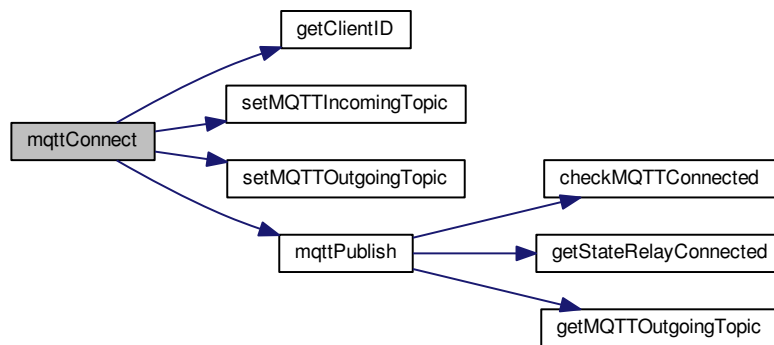 getClientID
setMQTTIncomingTopic
mqttConnect
setMQTTOutgoingTopic
checkMQTTConnected
mqttPublish
getStateRelayConnected
getMQTTOutgoingTopic